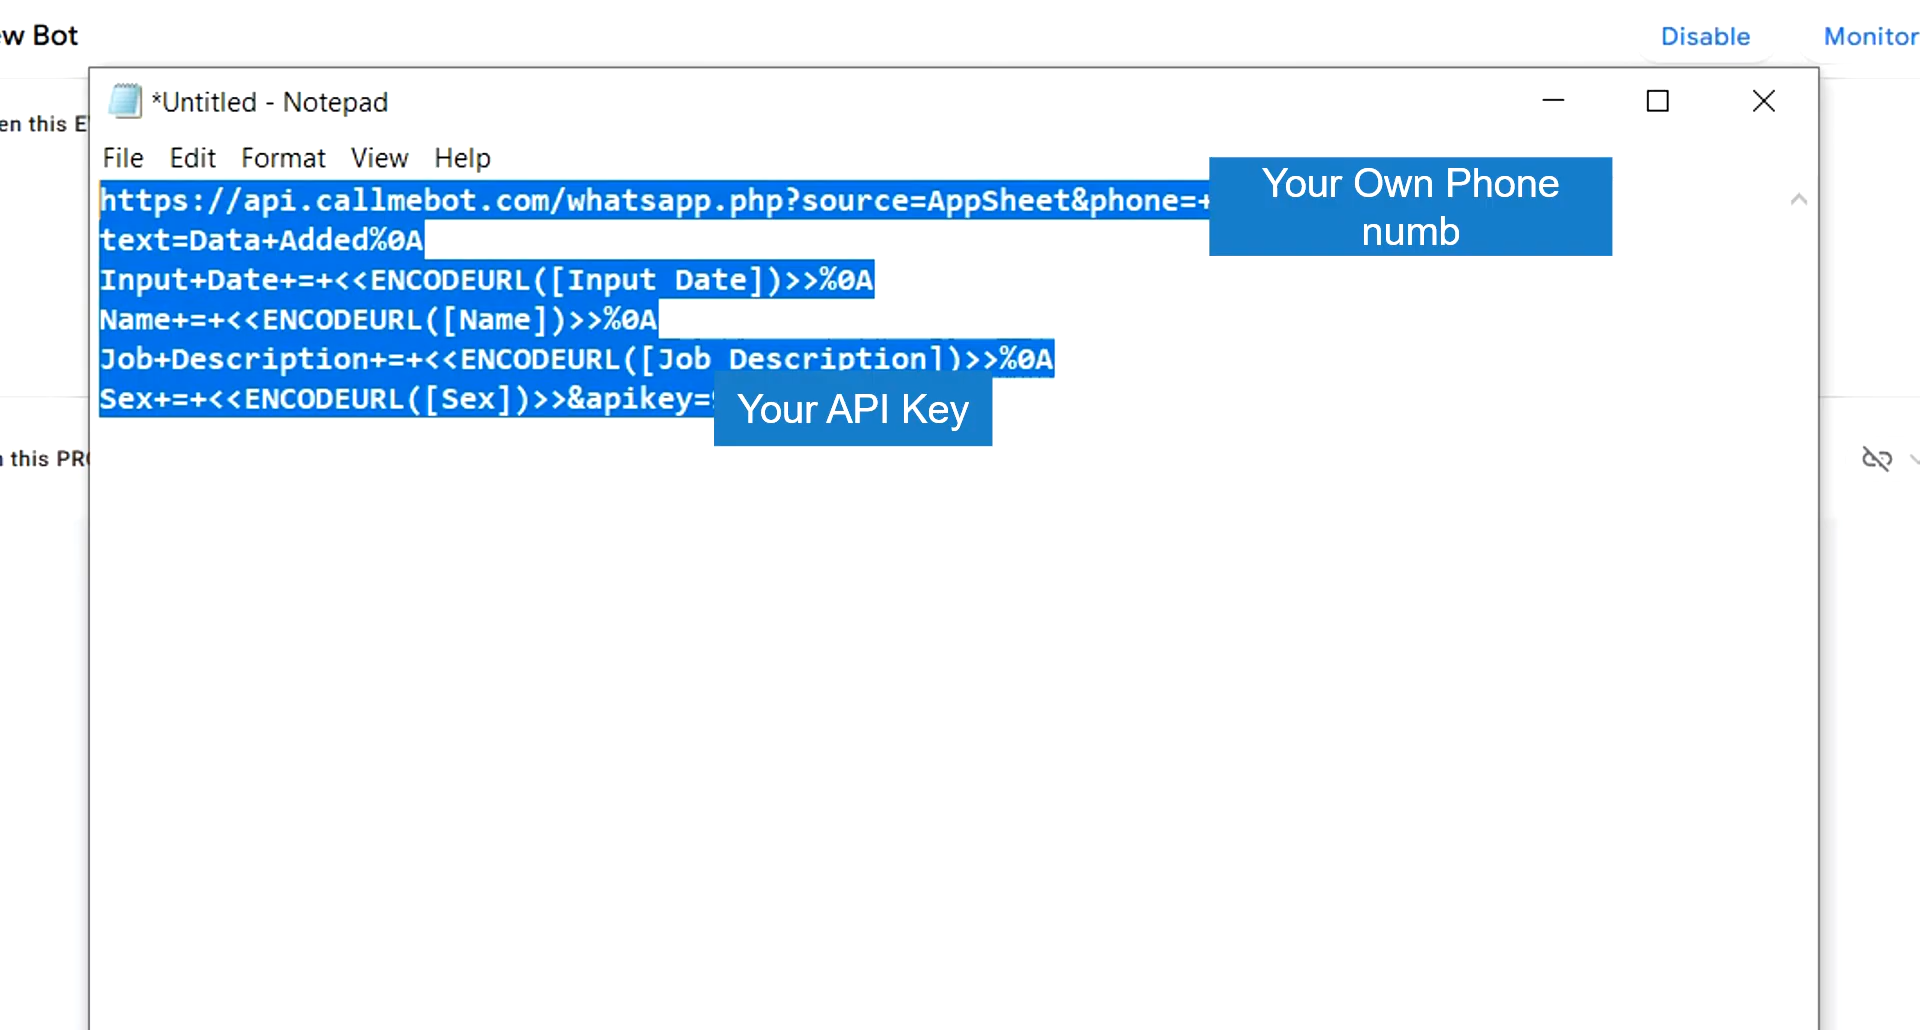 w Bot
Disable
Monitor
*Untitled - Notepad
en this E
File Edit Format View Help
https://api.callmebot.com/whatsapp.php?source=AppSheet&phone=+
Your Own Phone
numb
text=Data+Added%0A
Input+Date+=+<<ENCODEURL([Input Date])>>%0A
Name+=+<<ENCODEURL([Name])>>%0A
Job+Description+=+<<ENCODEURL([Job Description])>>%0A
Sex+=+<<ENCODEURL([Sex])>>&apikey=
Your API Key
this PR